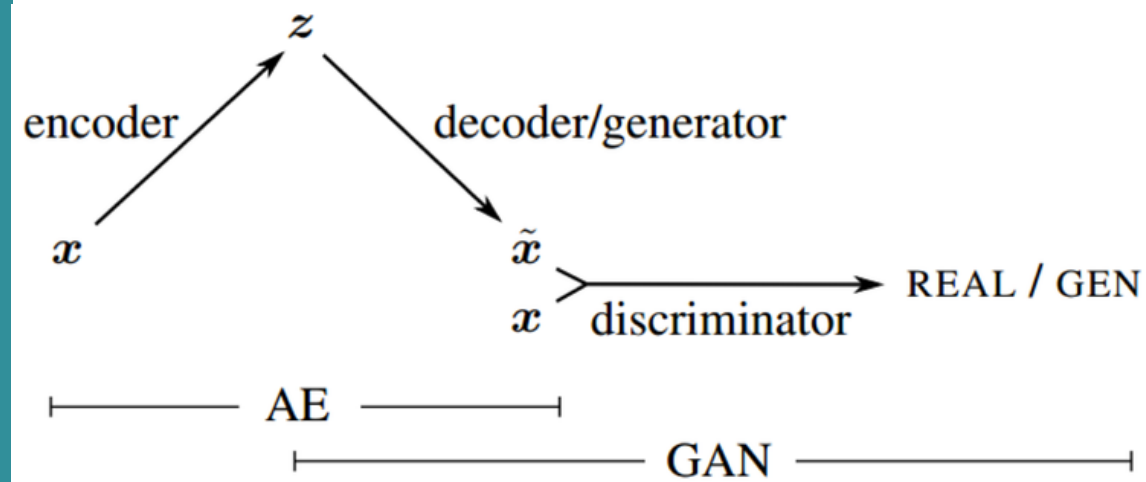 z
encoder
decoder/generator
x
x̃
x
discriminator
REAL / GEN
AE
GAN